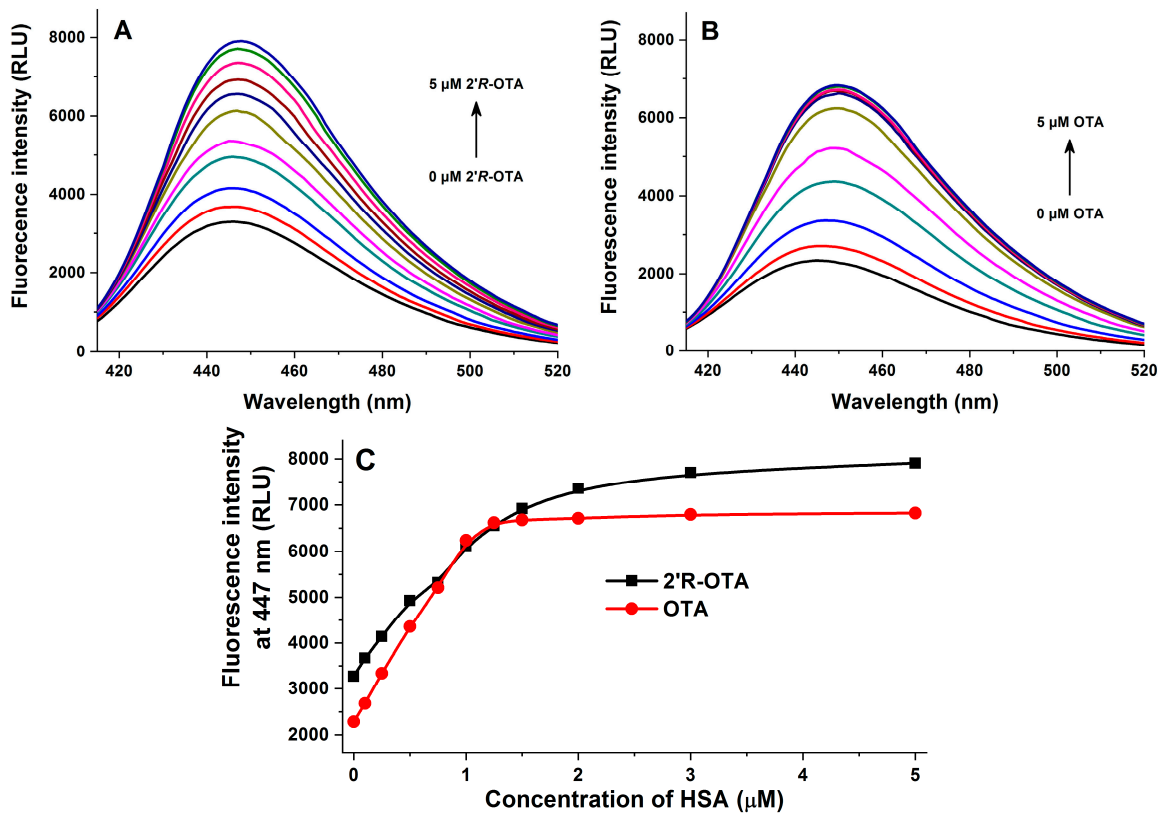 A
Fluorecence intensity (RLU)
8000
6000
4000
2000
0
5 µM 2'R-OTA
0 µM 2'R-OTA
420
440
460
480
500
520
Wavelength (nm)
B
Fluorescence intensity (RLU)
8000
6000
4000
2000
0
5 µM OTA
0 µM OTA
420
440
460
480
500
520
Wavelength (nm)
C
Fluorescence intensity
at 447 nm (RLU)
8000
7000
6000
5000
4000
3000
2000
2'R-OTA
OTA
0
1
2
3
4
5
Concentration of HSA (µM)